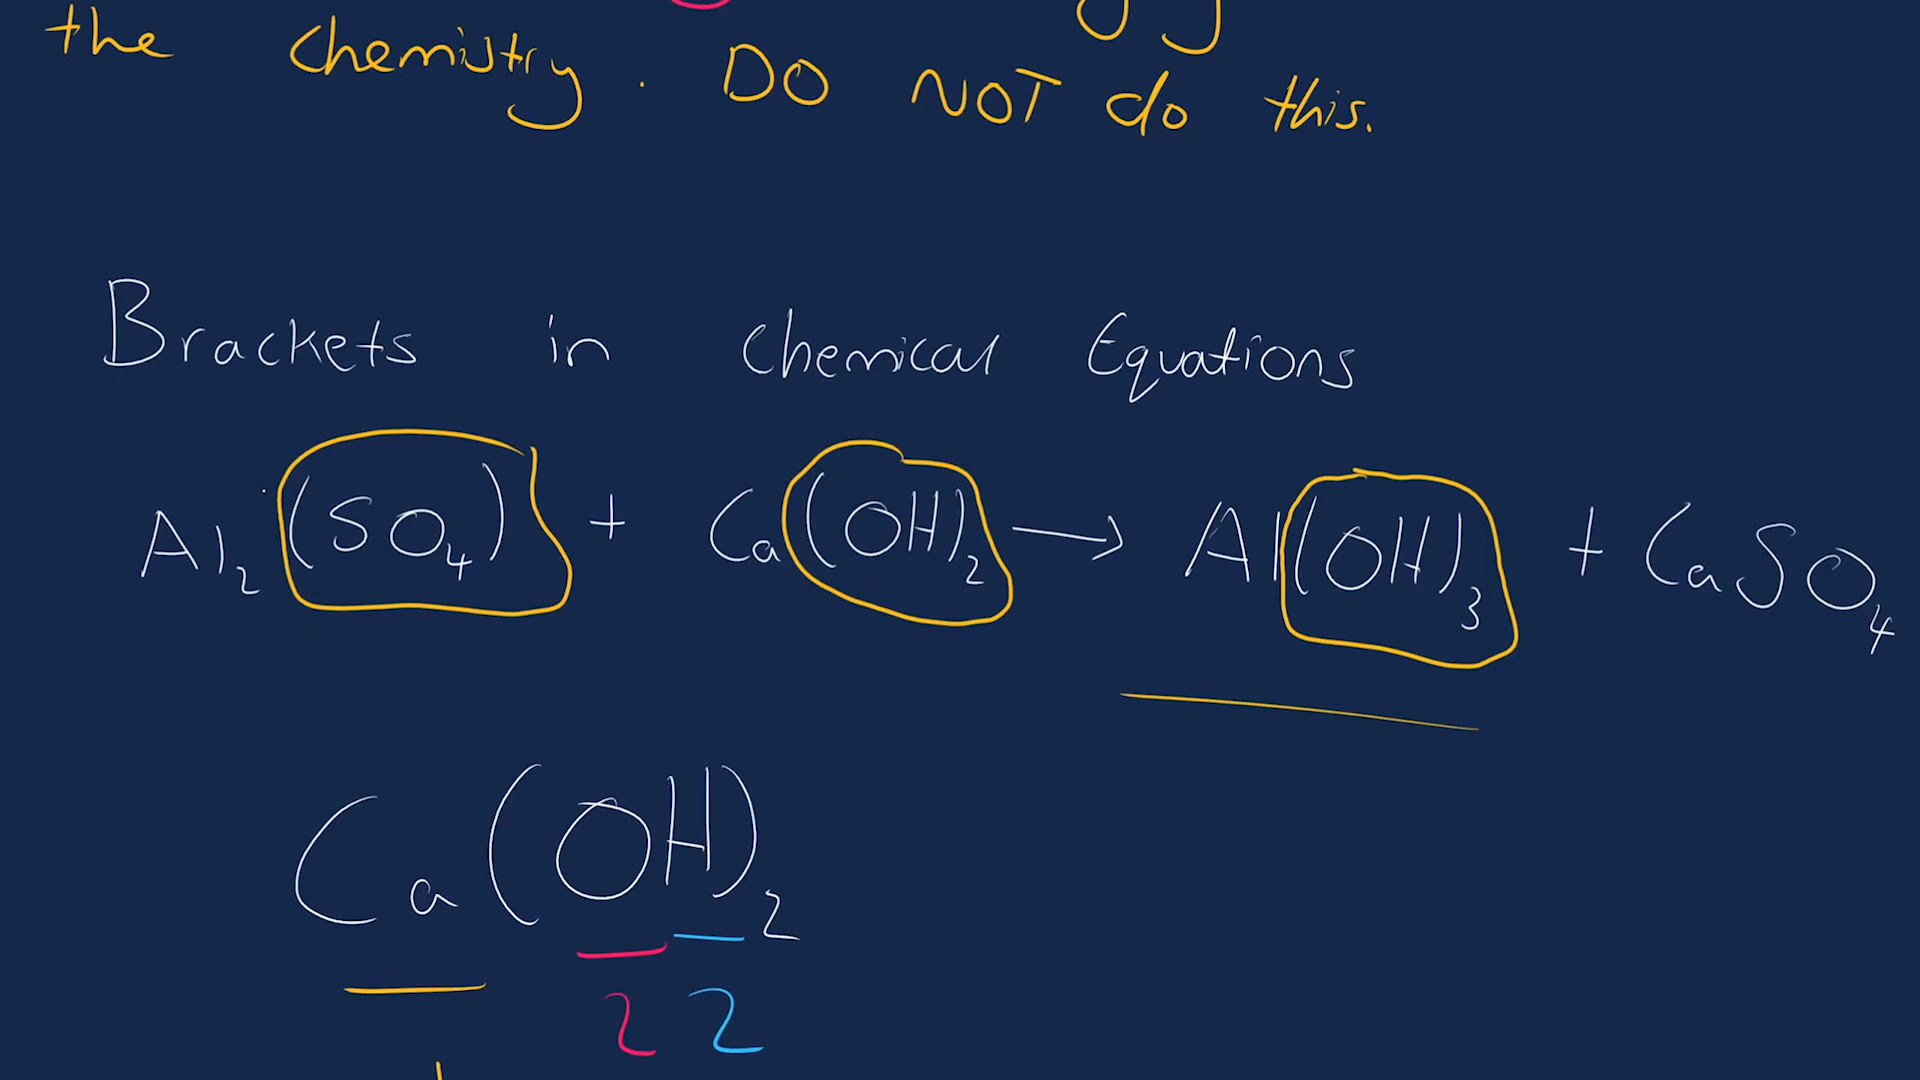 the chemistry. DO NOT do this.
Brackets in Chemical Equations
Al₂(SO₄) + Ca(OH)₂ → Al(OH)₃ + CaSO₄
Ca(OH)₂
2 2